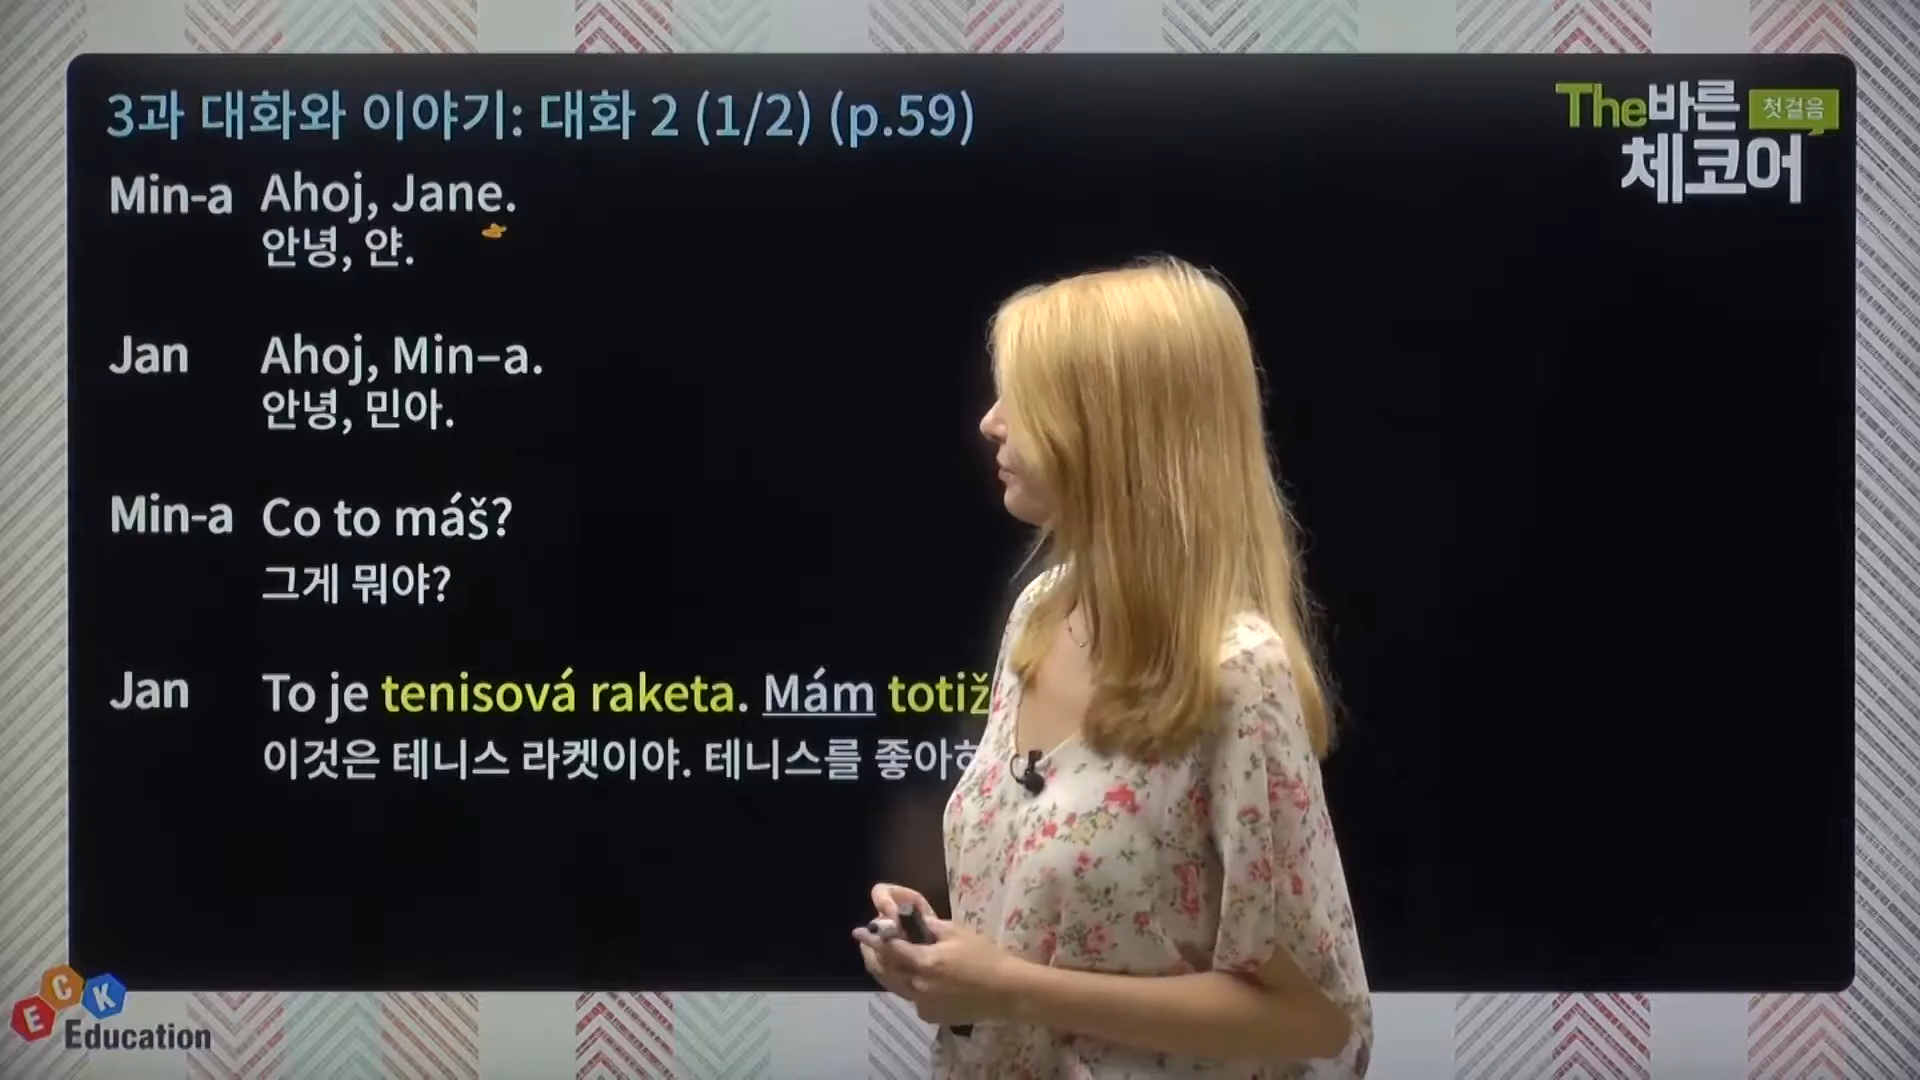 3과 대화와 이야기: 대화 2 (1/2) (p.59)
The바른 첫걸음
체코어
Min-a Ahoj, Jane.
안녕, 얀.
Jan Ahoj, Min–a.
안녕, 민아.
Min-a Co to máš?
그게 뭐야?
Jan To je tenisová raketa. Mám totiž
이것은 테니스 라켓이야. 테니스를 좋아하
ECK
Education